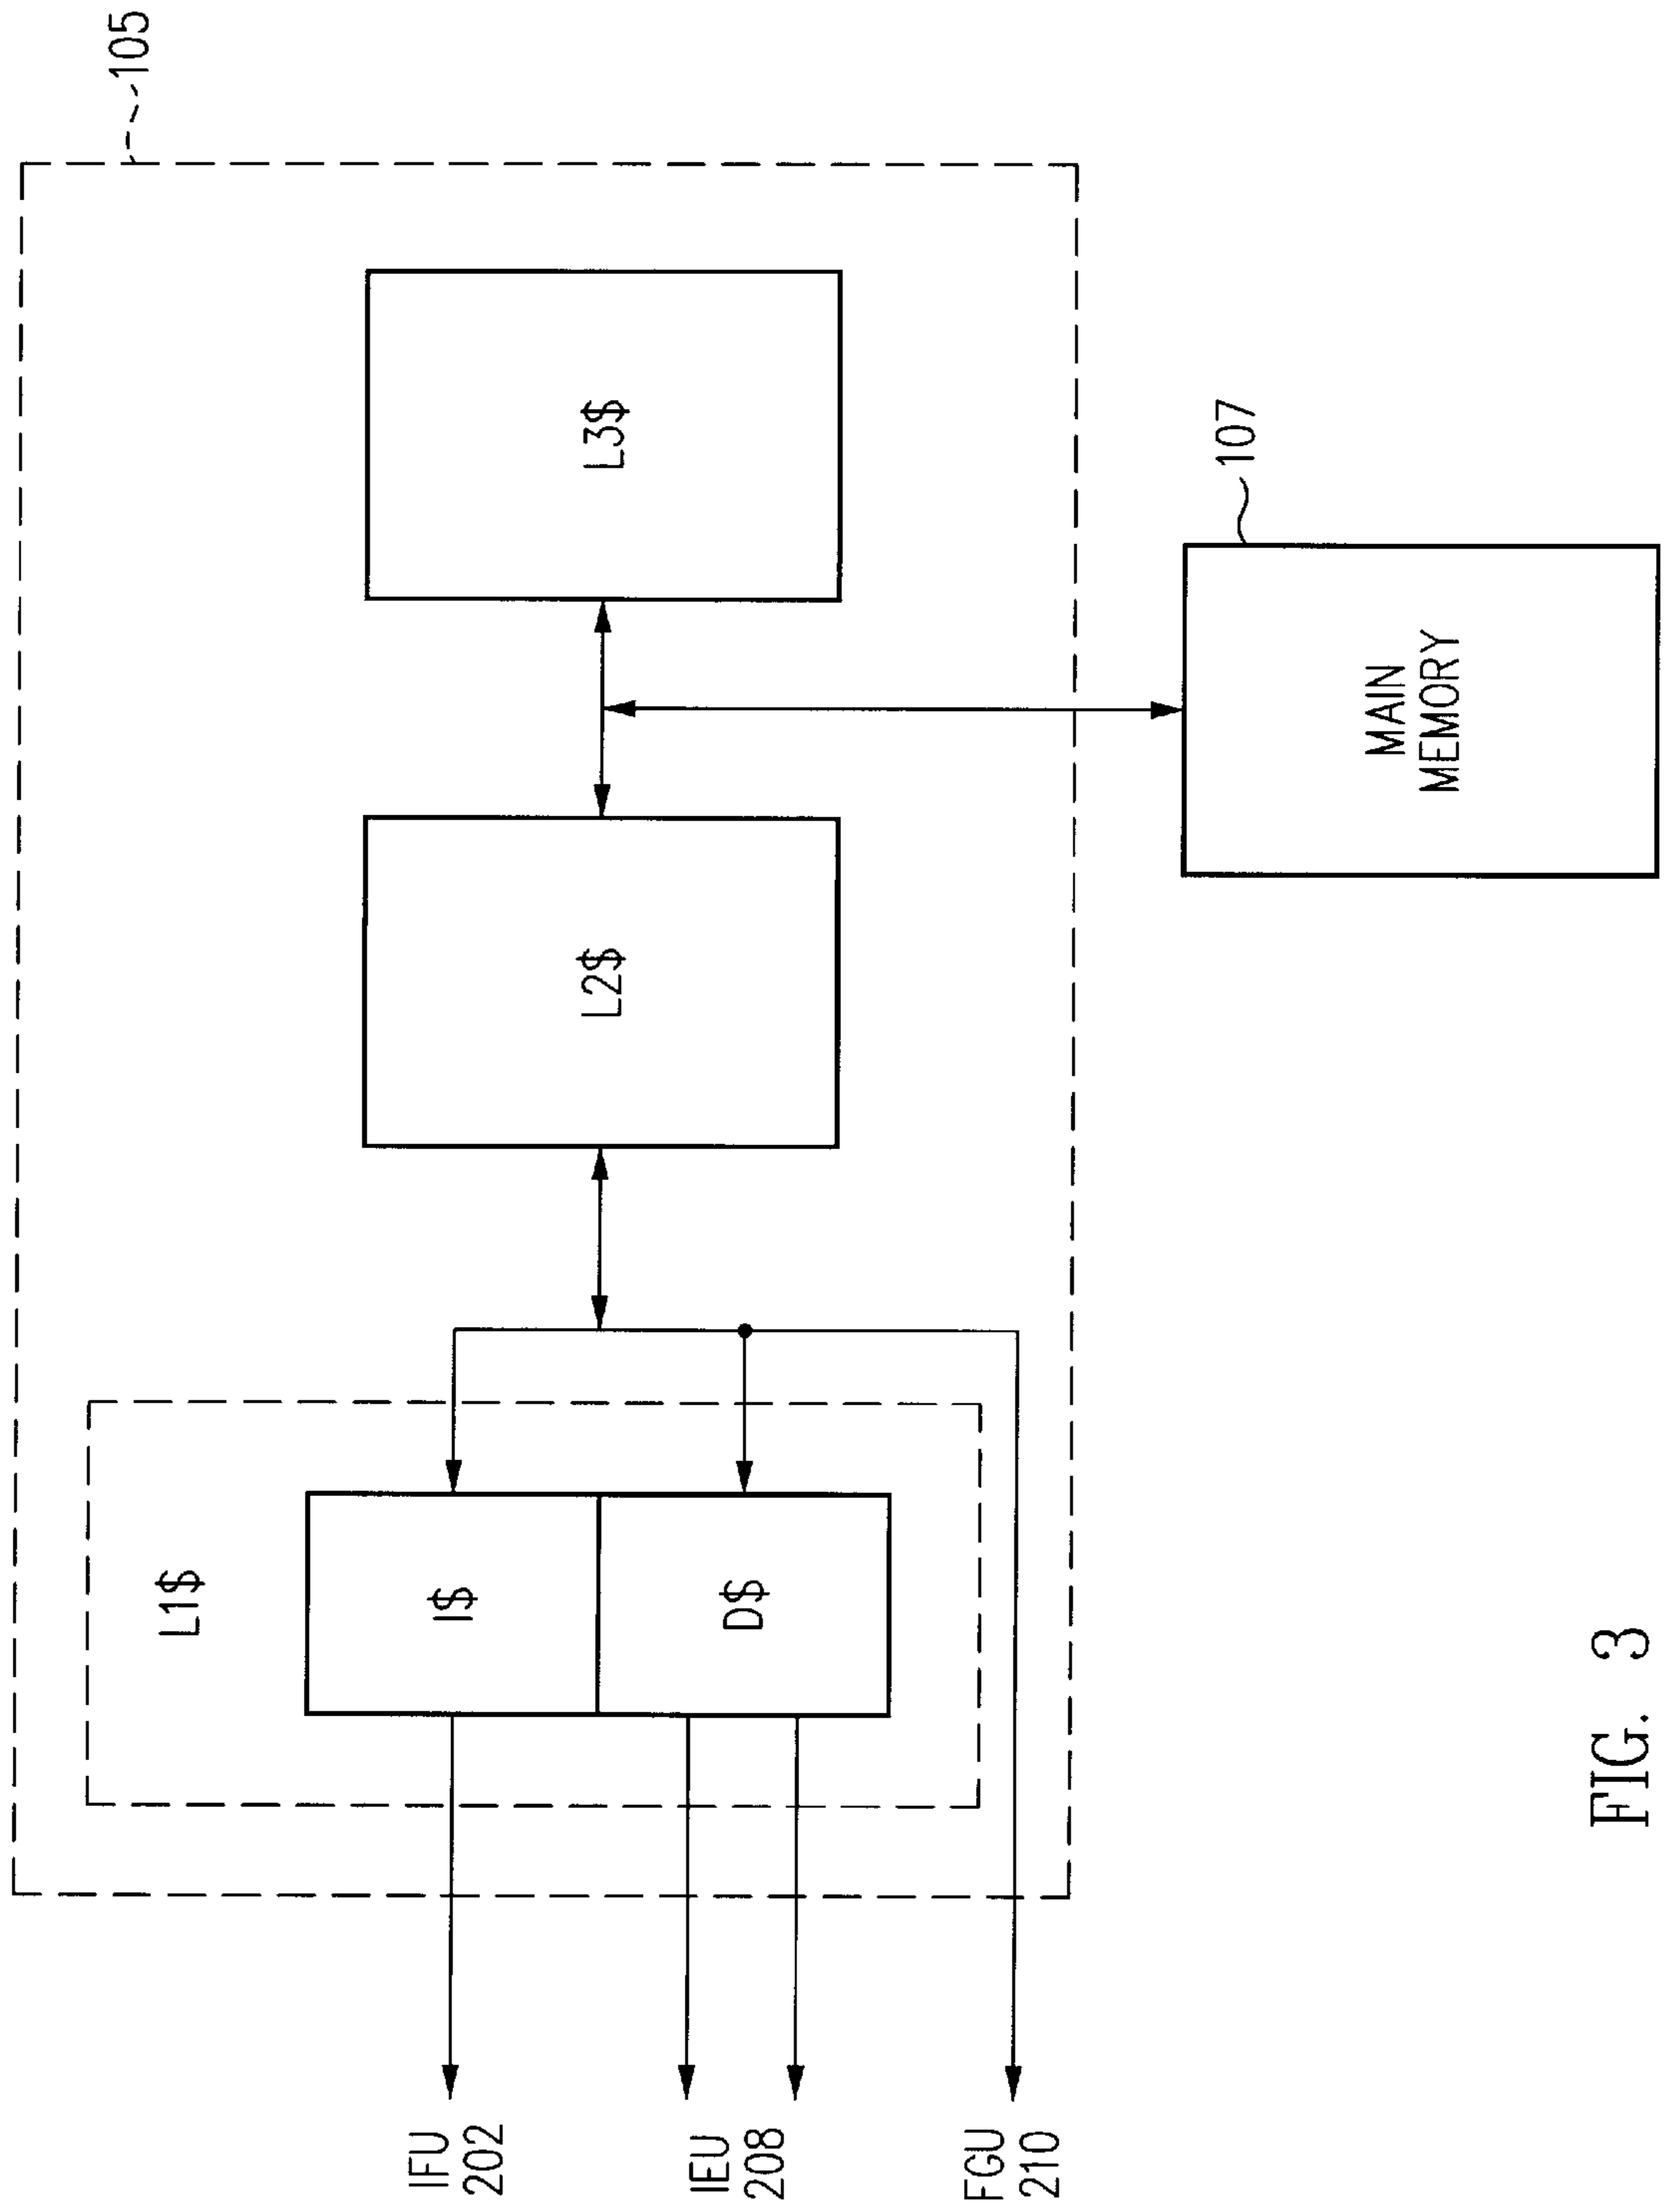 105
L1$
I$
D$
L2$
L3$
IFU
202
IEU
208
FGU
210
MAIN
MEMORY
107
FIG. 3